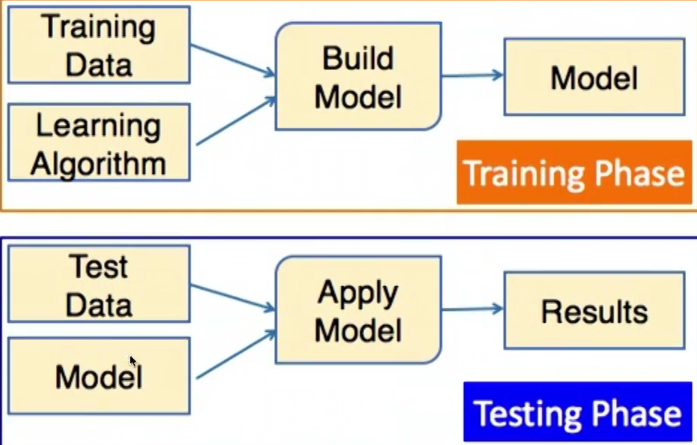 Training
Data
Learning
Algorithm
Build
Model
Model
Training Phase
Test
Data
Model
Apply
Model
Results
Testing Phase